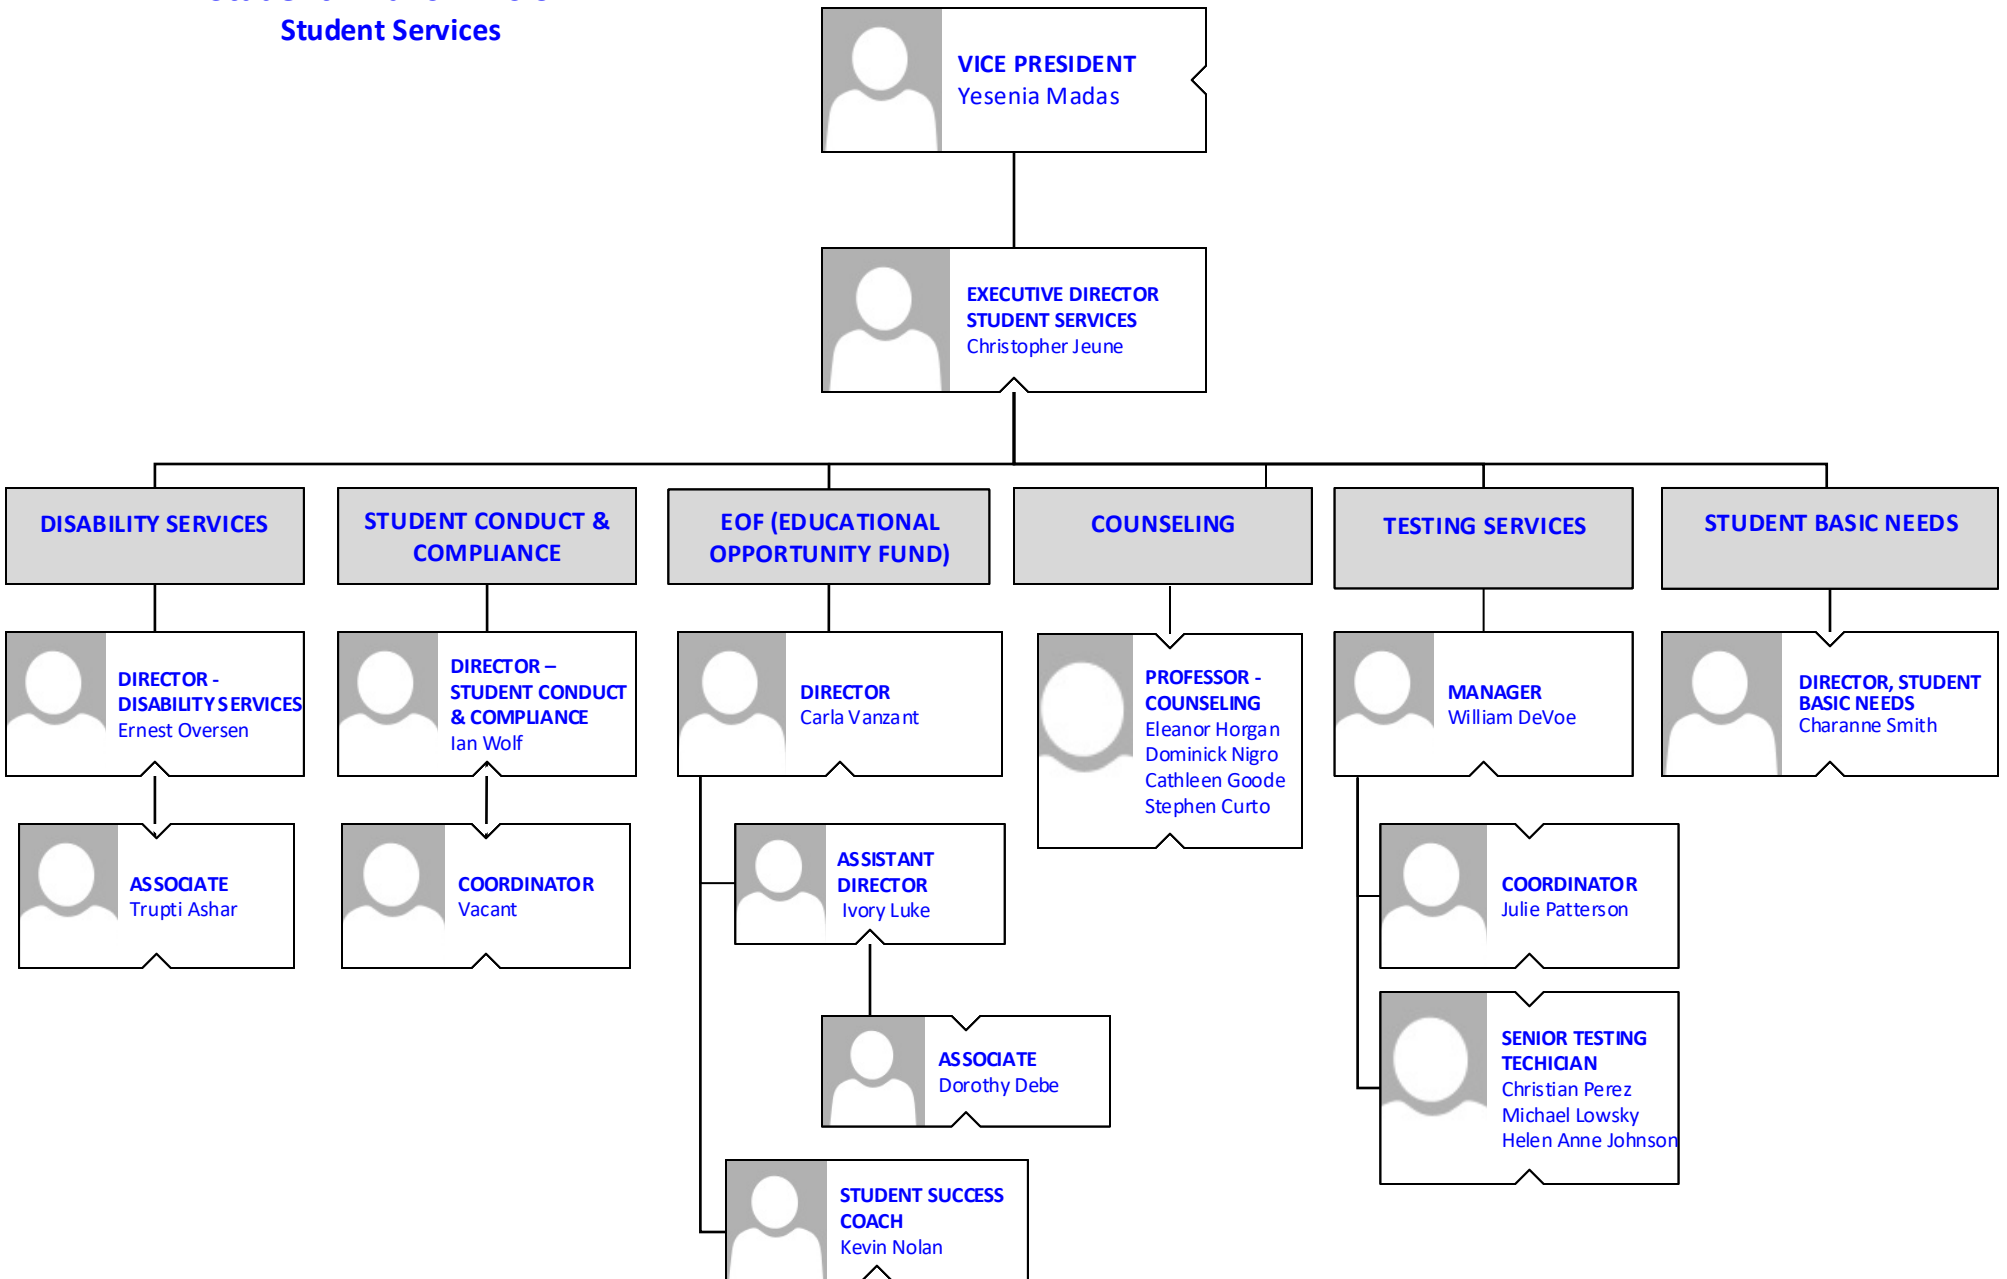 Student Services
VICE PRESIDENT
Yesenia Madas
EXECUTIVE DIRECTOR
STUDENT SERVICES
Christopher Jeune
DISABILITY SERVICES
STUDENT CONDUCT &
COMPLIANCE
EOF (EDUCATIONAL
OPPORTUNITY FUND)
COUNSELING
TESTING SERVICES
STUDENT BASIC NEEDS
DIRECTOR -
DISABILITY SERVICES
Ernest Oversen
DIRECTOR –
STUDENT CONDUCT
& COMPLIANCE
Ian Wolf
DIRECTOR
Carla Vanzant
PROFESSOR -
COUNSELING
Eleanor Horgan
Dominick Nigro
Cathleen Goode
Stephen Curto
MANAGER
William DeVoe
DIRECTOR, STUDENT
BASIC NEEDS
Charanne Smith
ASSOCIATE
Trupti Ashar
COORDINATOR
Vacant
ASSISTANT
DIRECTOR
Ivory Luke
COORDINATOR
Julie Patterson
ASSOCIATE
Dorothy Debe
SENIOR TESTING
TECHICIAN
Christian Perez
Michael Lowsky
Helen Anne Johnson
STUDENT SUCCESS
COACH
Kevin Nolan